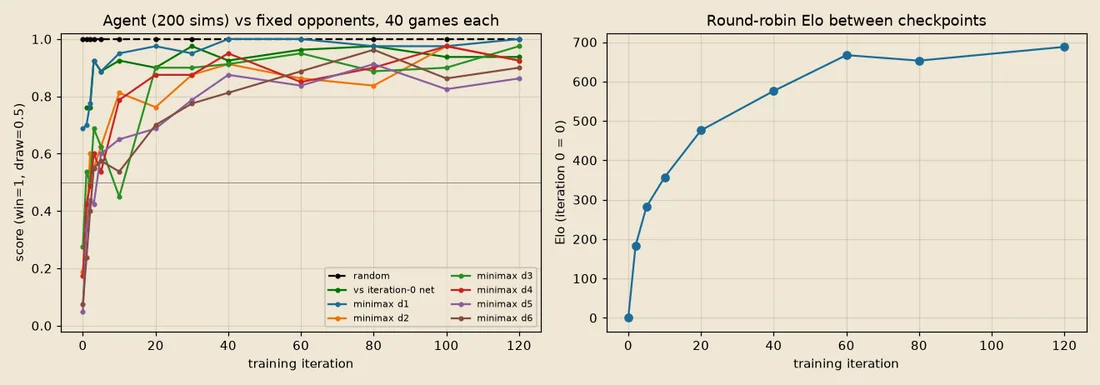 Agent (200 sims) vs fixed opponents, 40 games each
score (win=1, draw=0.5)
1.0
0.8
0.6
0.4
0.2
0.0
random
vs iteration-0 net
minimax d1
minimax d2
minimax d3
minimax d4
minimax d5
minimax d6
0 20 40 60 80 100 120
training iteration
Round-robin Elo between checkpoints
Elo (iteration 0 = 0)
700
600
500
400
300
200
100
0
0 20 40 60 80 100 120
training iteration